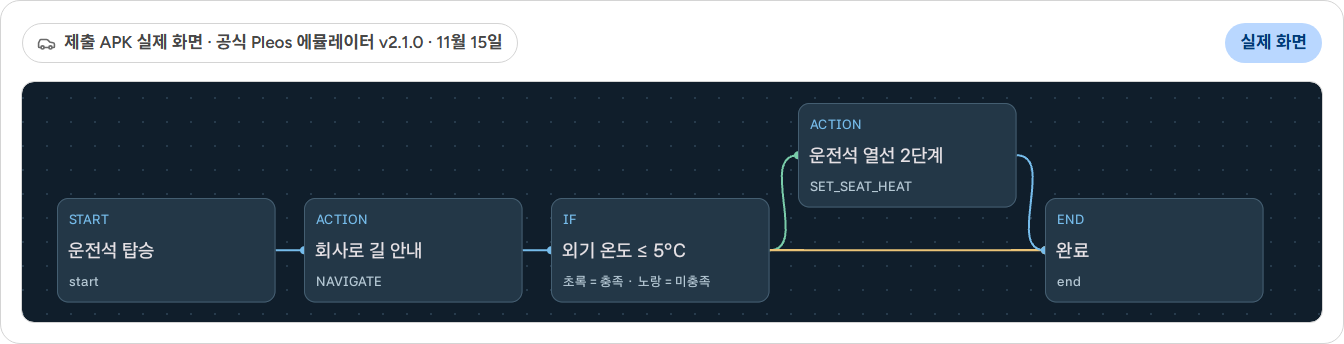 제출 APK 실제 화면 · 공식 Pleos 에뮬레이터 v2.1.0 · 11월 15일
실제 화면
START
운전석 탑승
start
ACTION
회사로 길 안내
NAVIGATE
IF
외기 온도 ≤ 5°C
초록 = 충족 · 노랑 = 미충족
ACTION
운전석 열선 2단계
SET_SEAT_HEAT
END
완료
end